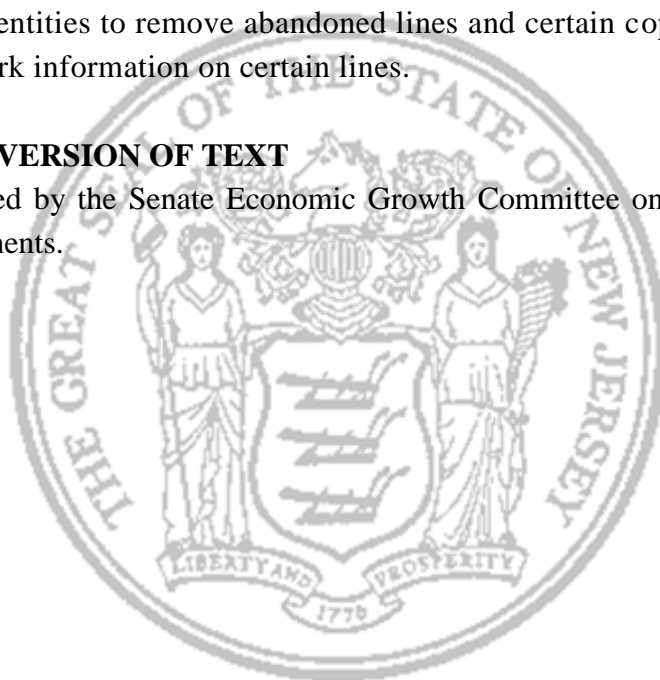 entities to remove abandoned lines and certain cop
rk information on certain lines.
VERSION OF TEXT
ed by the Senate Economic Growth Committee on
nents.
THE GREAT SEAL OF THE STATE OF NEW JERSEY
LIBERTY AND PROSPERITY
1776